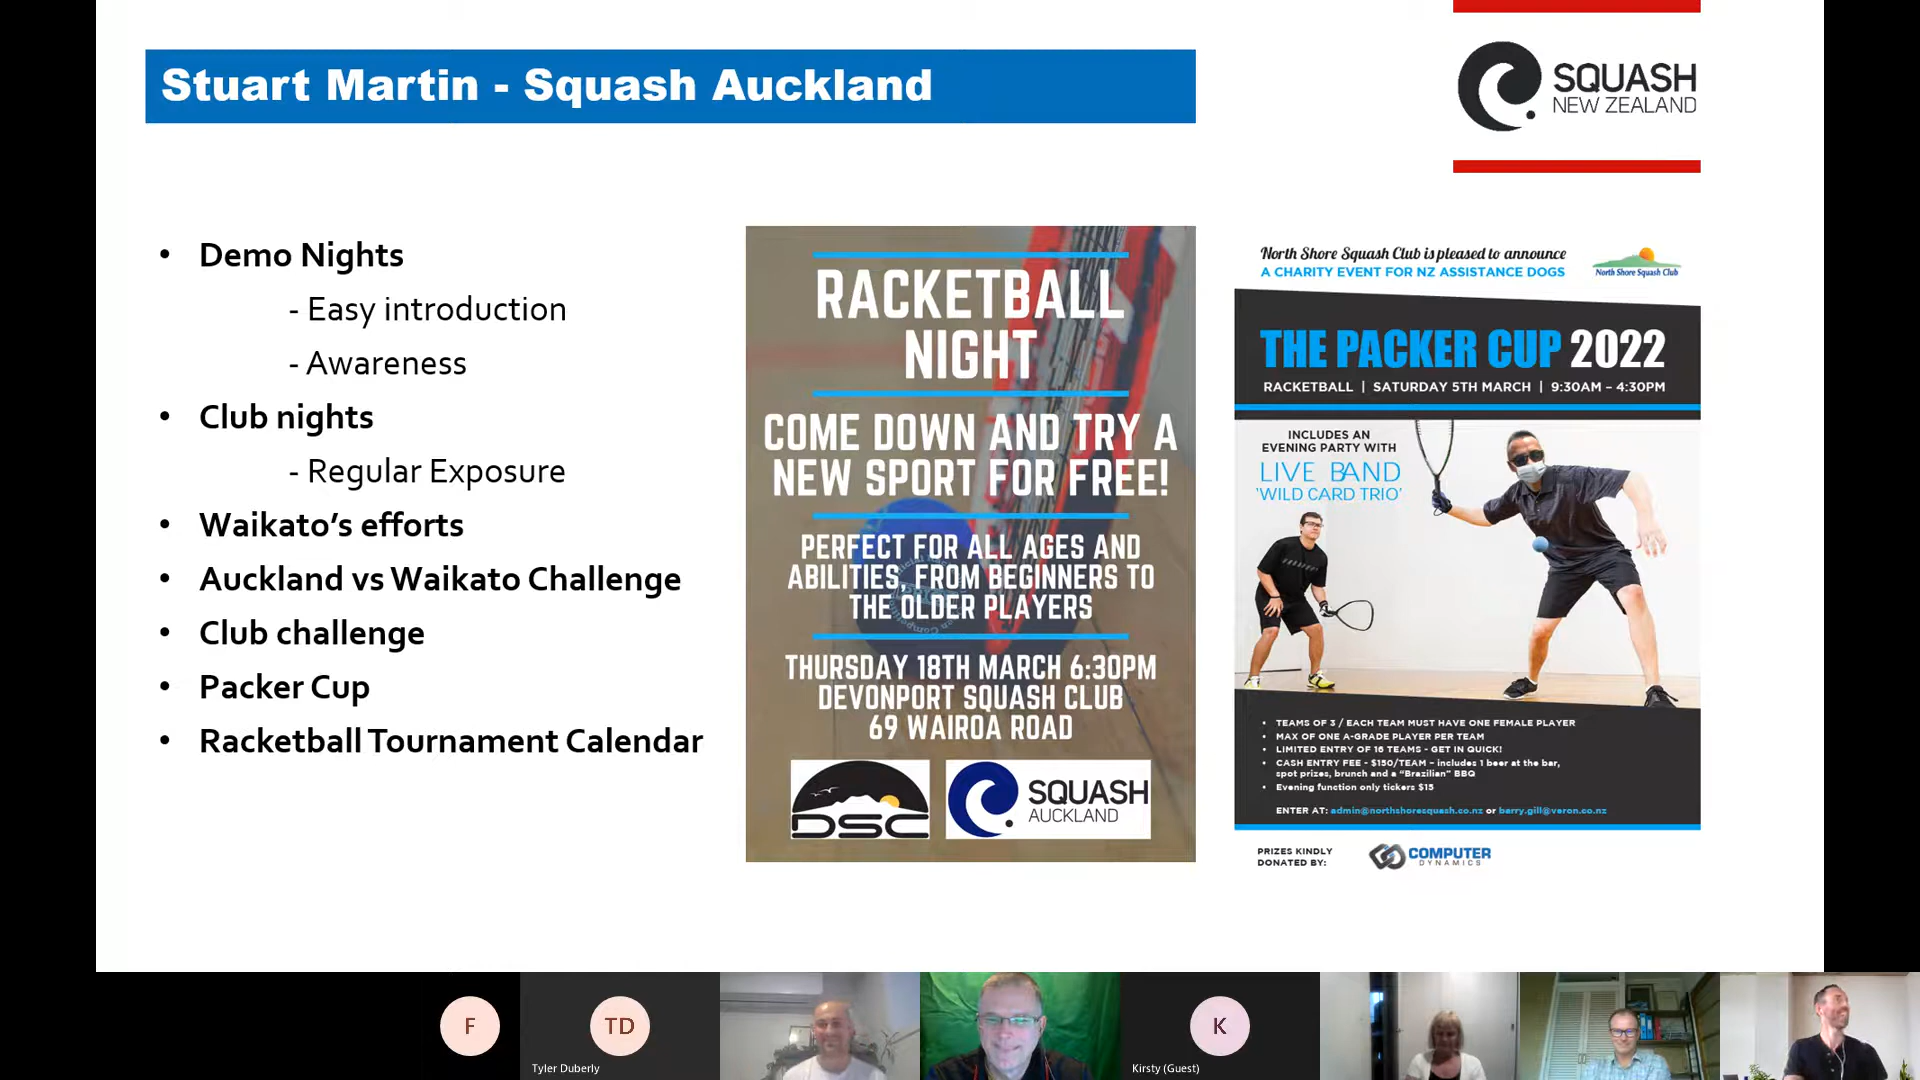 Stuart Martin - Squash Auckland
SQUASH
NEW ZEALAND
• Demo Nights
- Easy introduction
- Awareness
• Club nights
- Regular Exposure
• Waikato’s efforts
• Auckland vs Waikato Challenge
• Club challenge
• Packer Cup
• Racketball Tournament Calendar
RACKETBALL
NIGHT
COME DOWN AND TRY A
NEW SPORT FOR FREE!
PERFECT FOR ALL AGES AND
ABILITIES, FROM BEGINNERS TO
THE OLDER PLAYERS
THURSDAY 18TH MARCH 6:30PM
DEVONPORT SQUASH CLUB
69 WAIROA ROAD
DSC
SQUASH
AUCKLAND
North Shore Squash Club is pleased to announce
A CHARITY EVENT FOR NZ ASSISTANCE DOGS
North Shore Squash Club
THE PACKER CUP 2022
RACKETBALL | SATURDAY 5TH MARCH | 9:30AM – 4:30PM
INCLUDES AN
EVENING PARTY WITH
LIVE BAND
'WILD CARD TRIO'
• TEAMS OF 3 / EACH TEAM MUST HAVE ONE FEMALE PLAYER
• MAX OF ONE A-GRADE PLAYER PER TEAM
• LIMITED ENTRY OF 16 TEAMS - GET IN QUICK!
• CASH ENTRY FEE - $150/TEAM – includes 1 beer at the bar,
spot prizes, brunch and a “Brazilian” BBQ
• Evening function only tickers $15
ENTER AT: admin@northshoresquash.co.nz or barry.gill@veron.co.nz
PRIZES KINDLY
DONATED BY:
COMPUTER
DYNAMICS
F
TD
K
Tyler Duberly
Kirsty (Guest)